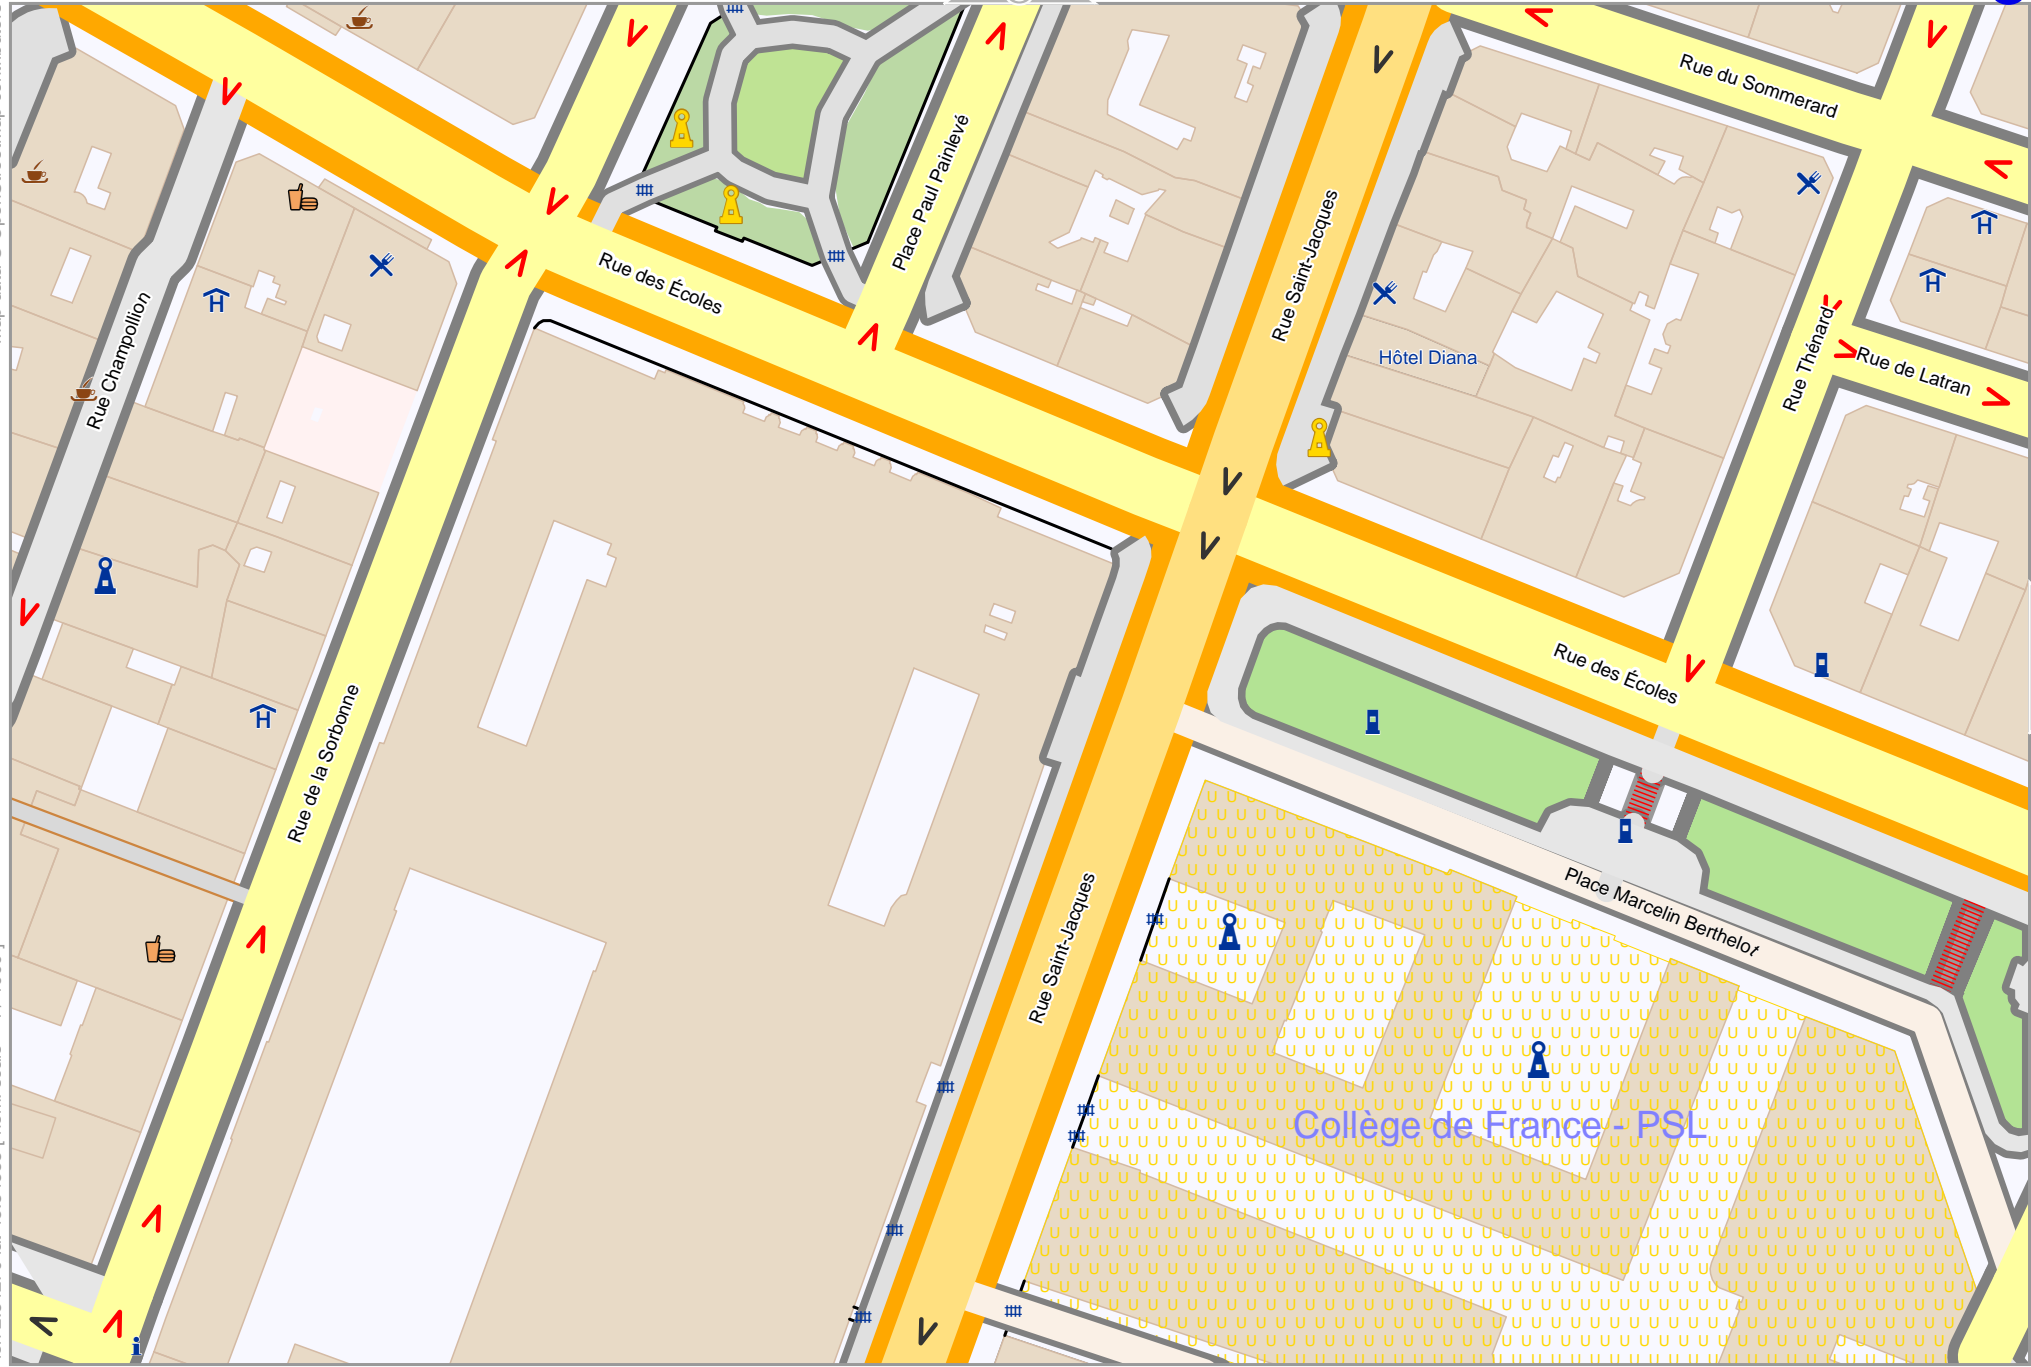 Rue du Sommerard
Place Paul Painlevé
Rue Saint-Jacques
Rue des Écoles
Rue Champollion
Hôtel Diana
Rue Thénard
Rue de Latran
Rue des Écoles
Rue de la Sorbonne
Rue Saint-Jacques
Place Marcelin Berthelot
Collège de France - PSL